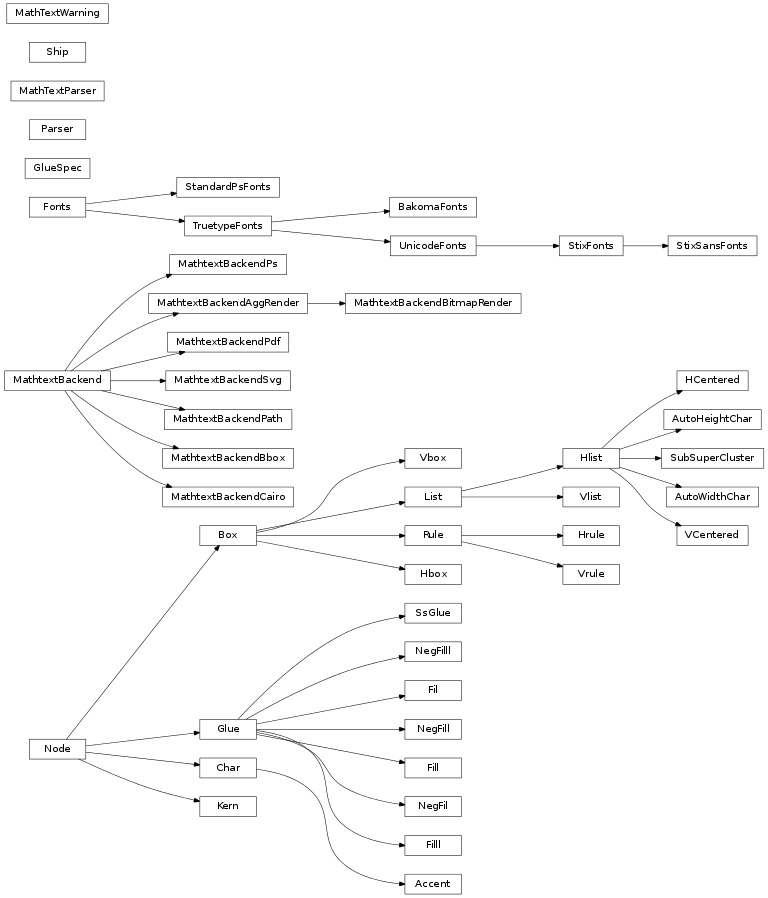 MathTextWarning
Ship
MathTextParser
Parser
GlueSpec
Fonts
StandardPsFonts
TruetypeFonts
BakomaFonts
UnicodeFonts
StixFonts
StixSansFonts
MathtextBackendPs
MathtextBackendAggRender
MathtextBackendBitmapRender
MathtextBackendPdf
MathtextBackend
MathtextBackendSvg
MathtextBackendPath
MathtextBackendBbox
MathtextBackendCairo
HCentered
AutoHeightChar
Vbox
Hlist
SubSuperCluster
List
Vlist
AutoWidthChar
Box
Rule
Hrule
VCentered
Hbox
Vrule
SsGlue
NegFilll
Fil
Node
Glue
NegFill
Char
Fill
Kern
NegFil
Filll
Accent